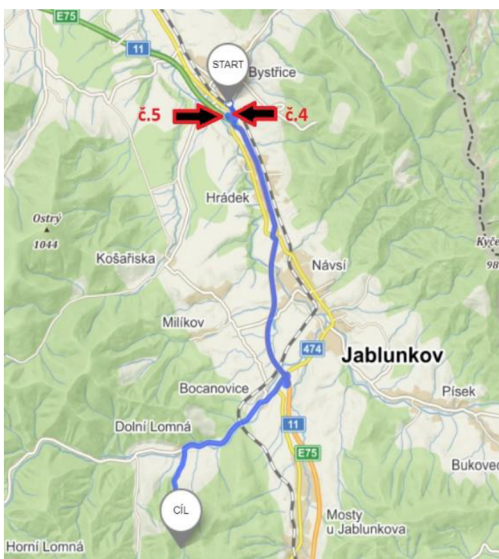 E75
11
START
Bystřice
č.5
č.4
Hrádek
Ostrý
1044
Košařiska
Návsí
Milíkov
474
Jablunkov
Bocanovice
Písek
Dolní Lomná
11
E75
CÍL
Mosty
u Jablunkova
Horní Lomná